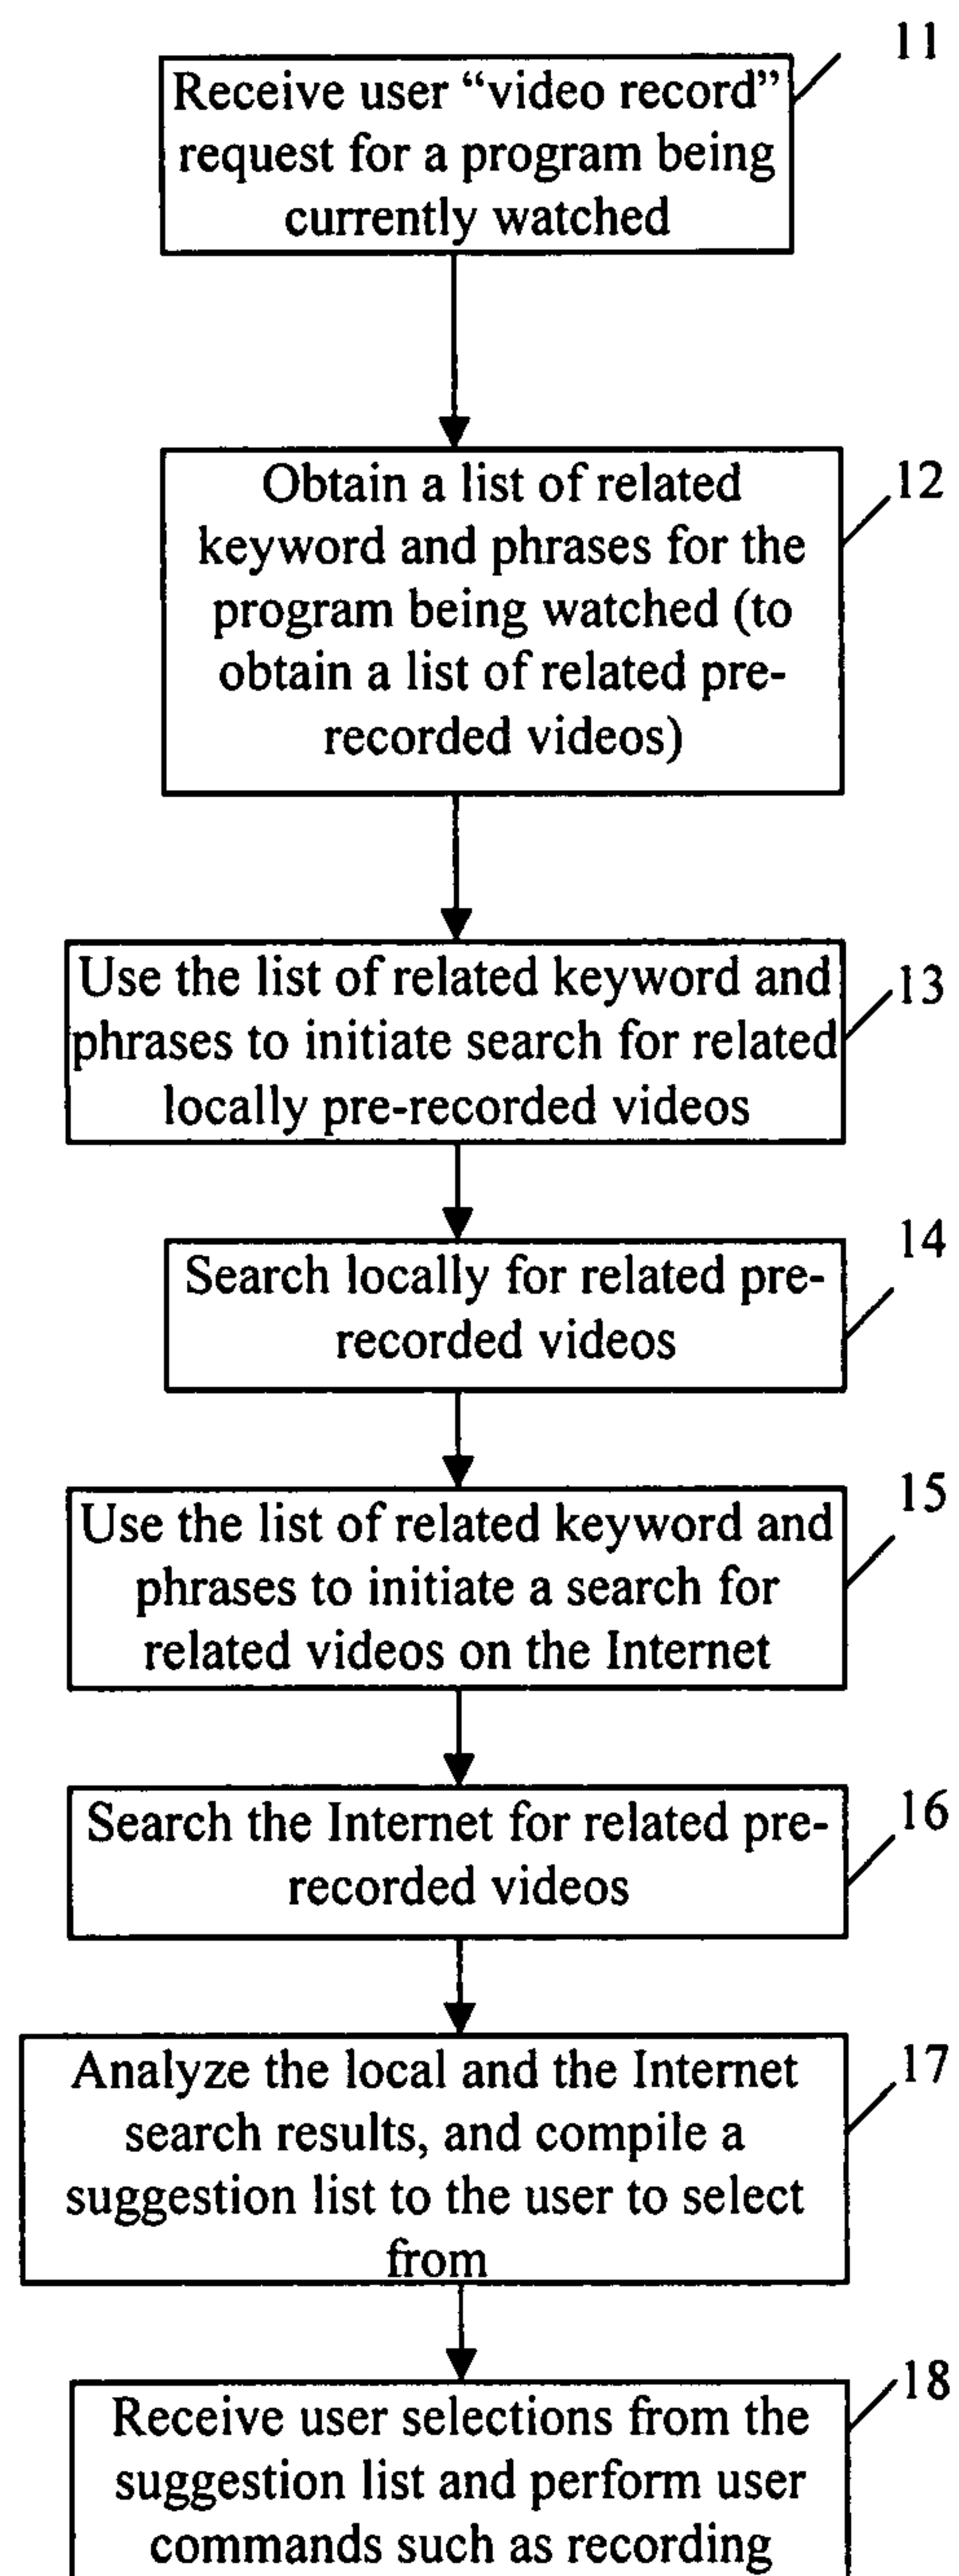 11
Receive user “video record”
request for a program being
currently watched
12
Obtain a list of related
keyword and phrases for the
program being watched (to
obtain a list of related pre-
recorded videos)
13
Use the list of related keyword and
phrases to initiate search for related
locally pre-recorded videos
14
Search locally for related pre-
recorded videos
15
Use the list of related keyword and
phrases to initiate a search for
related videos on the Internet
16
Search the Internet for related pre-
recorded videos
17
Analyze the local and the Internet
search results, and compile a
suggestion list to the user to select
from
18
Receive user selections from the
suggestion list and perform user
commands such as recording